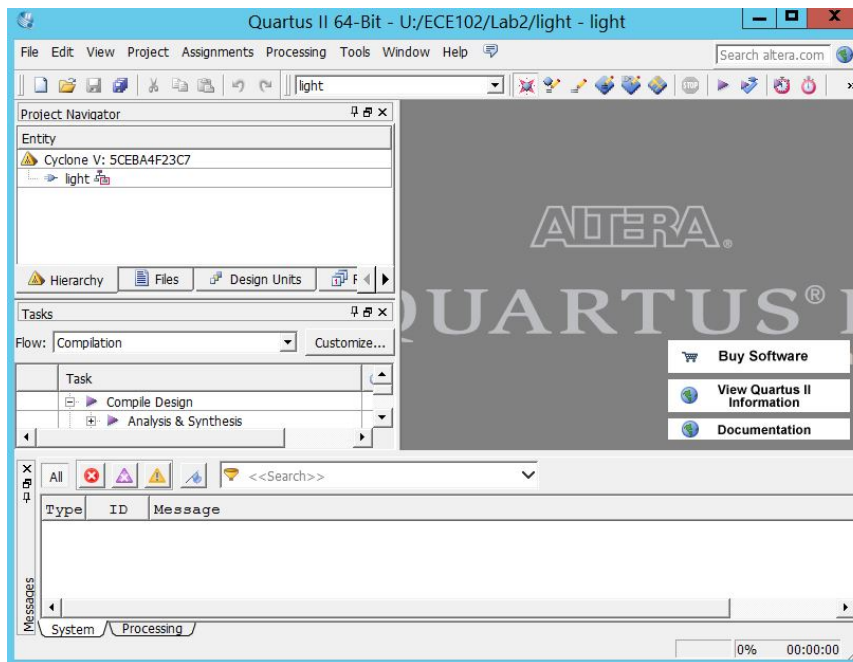 Quartus II 64-Bit - U:/ECE102/Lab2/light - light
File Edit View Project Assignments Processing Tools Window Help
Search altera.com
light
STOP
Project Navigator
Entity
Cyclone V: 5CEBA4F23C7
light
Hierarchy Files Design Units
Tasks
Flow: Compilation Customize...
Task
Compile Design
Analysis & Synthesis
ALTERA®
QUARTUS® I
Buy Software
View Quartus II
Information
Documentation
All <<Search>>
Type ID Message
Messages
System Processing
0% 00:00:00